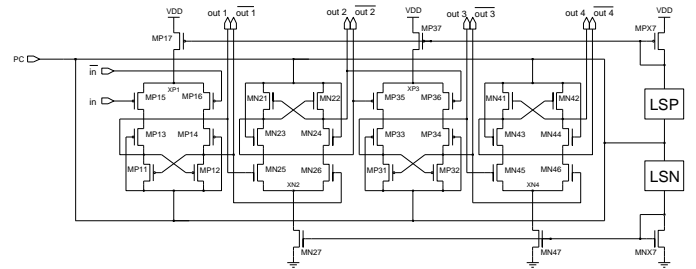 VDD out 1 out 1 out 2 out 2 VDD out 3 out 3 out 4 out 4 VDD
MP17 MP37 MPX7
PC
in XP1 XP3
MP15 MP16 MN21 MN22 MP35 MP36 MN41 MN42
in LSP
MP13 MP14 MN23 MN24 MP33 MP34 MN43 MN44
MP11 MP12 MN25 MN26 MP31 MP32 MN45 MN46 LSN
XN2 XN4
MN27 MN47 MNX7